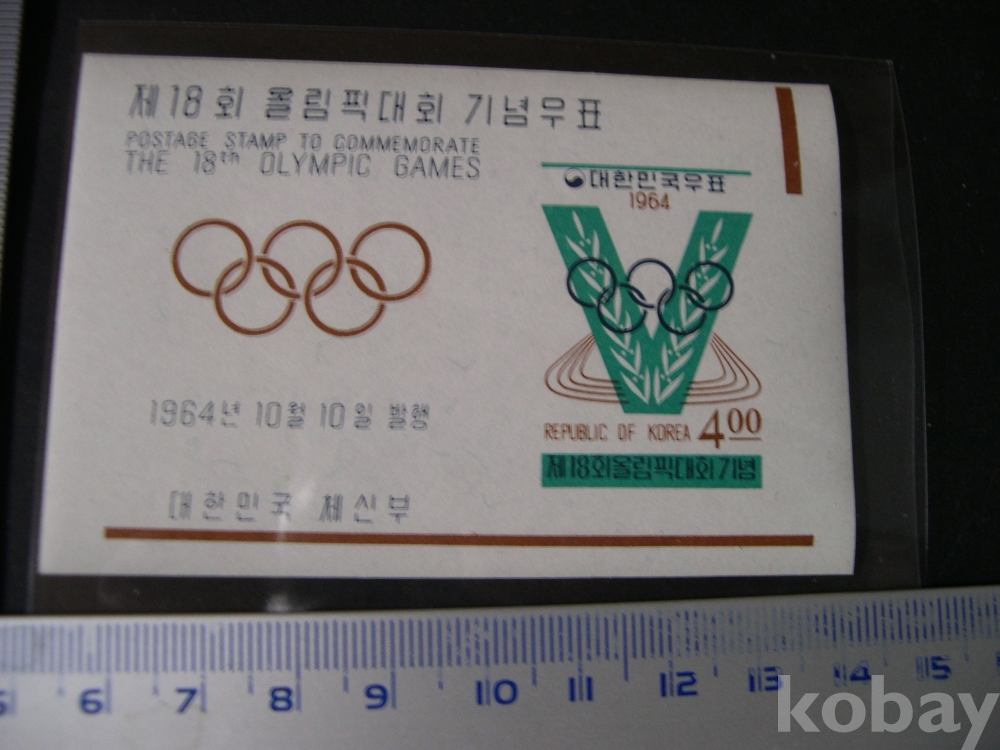 제18회 올림픽대회 기념우표
POSTAGE STAMP TO COMMEMORATE
THE 18th OLYMPIC GAMES
대한민국우표
1964
REPUBLIC OF KOREA 400
제18회올림픽대회기념
1964년 10월 10일 발행
대한민국 체신부
5 6 7 8 9 10 11 12 13 14 15
kobay